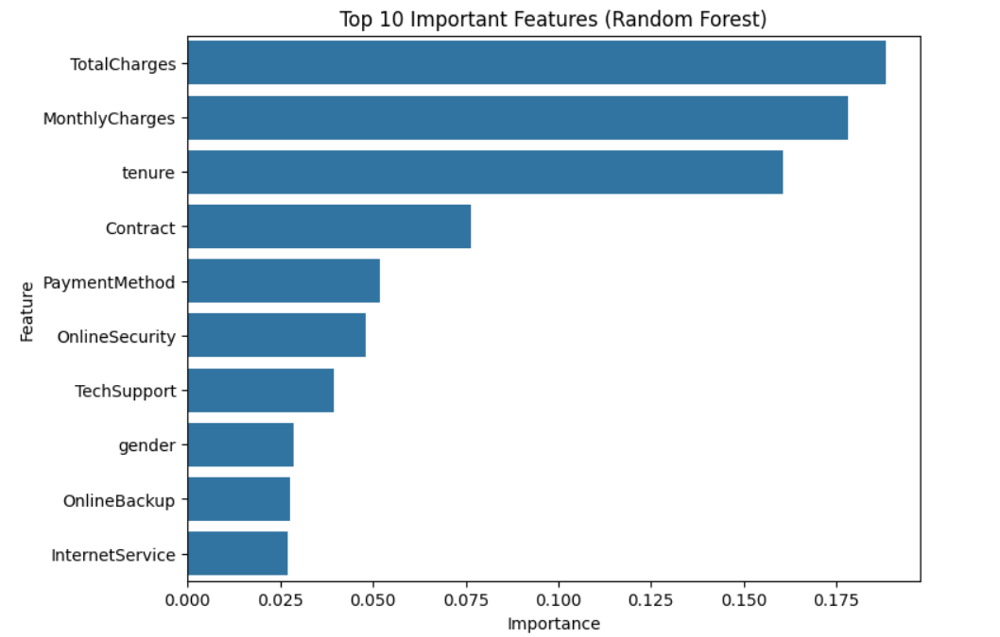 Top 10 Important Features (Random Forest)
TotalCharges
MonthlyCharges
tenure
Contract
PaymentMethod
OnlineSecurity
TechSupport
gender
OnlineBackup
InternetService
Feature
0.000 0.025 0.050 0.075 0.100 0.125 0.150 0.175
Importance